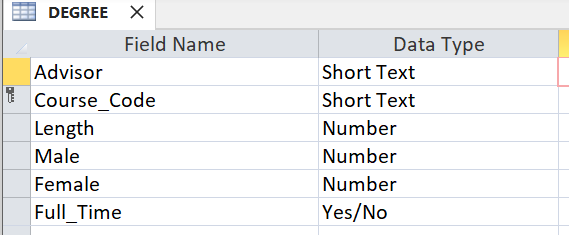 DEGREE
Field Name Data Type
Advisor Short Text
Course_Code Short Text
Length Number
Male Number
Female Number
Full_Time Yes/No